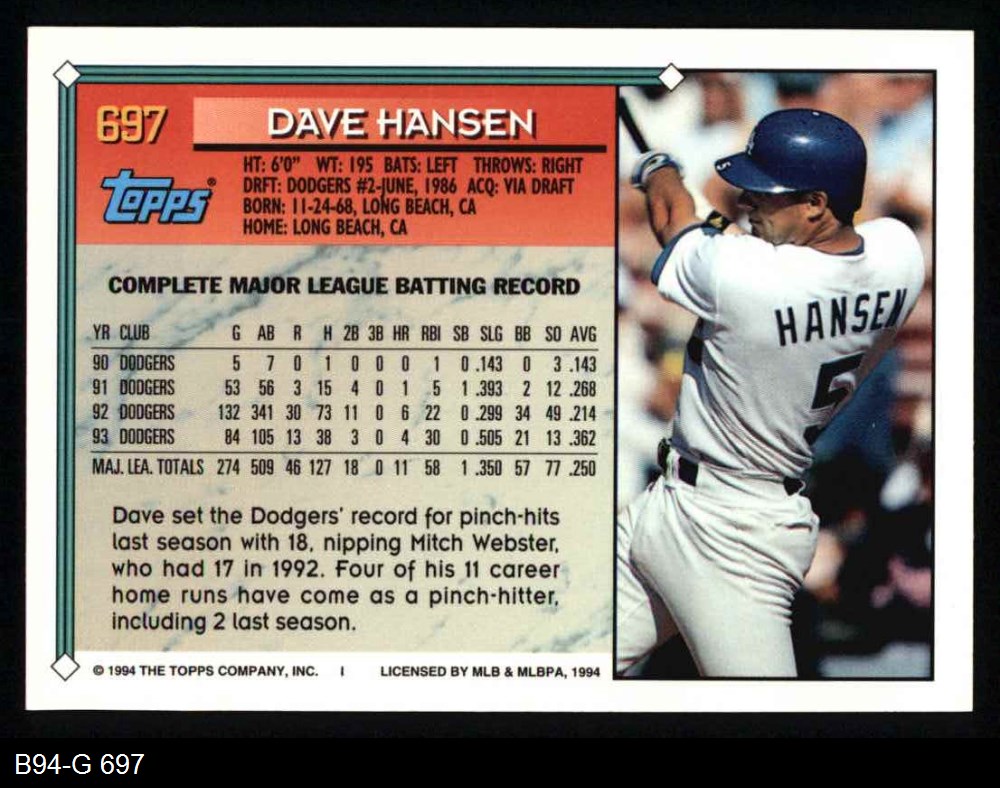 697
DAVE HANSEN
Topps®
HT: 6'0" WT: 195 BATS: LEFT THROWS: RIGHT
DRFT: DODGERS #2-JUNE, 1986 ACQ: VIA DRAFT
BORN: 11-24-68, LONG BEACH, CA
HOME: LONG BEACH, CA
COMPLETE MAJOR LEAGUE BATTING RECORD
YR CLUB G AB R H 2B 3B HR RBI SB SLG BB SO AVG
90 DODGERS 5 7 0 1 0 0 0 1 0 .143 0 3 .143
91 DODGERS 53 56 3 15 4 0 1 5 1 .393 2 12 .268
92 DODGERS 132 341 30 73 11 0 6 22 0 .299 34 49 .214
93 DODGERS 84 105 13 38 3 0 4 30 0 .505 21 13 .362
MAJ. LEA. TOTALS 274 509 46 127 18 0 11 58 1 .350 57 77 .250
Dave set the Dodgers' record for pinch-hits
last season with 18, nipping Mitch Webster,
who had 17 in 1992. Four of his 11 career
home runs have come as a pinch-hitter,
including 2 last season.
© 1994 THE TOPPS COMPANY, INC. I LICENSED BY MLB & MLBPA, 1994
5
HANSEN
5
B94-G 697